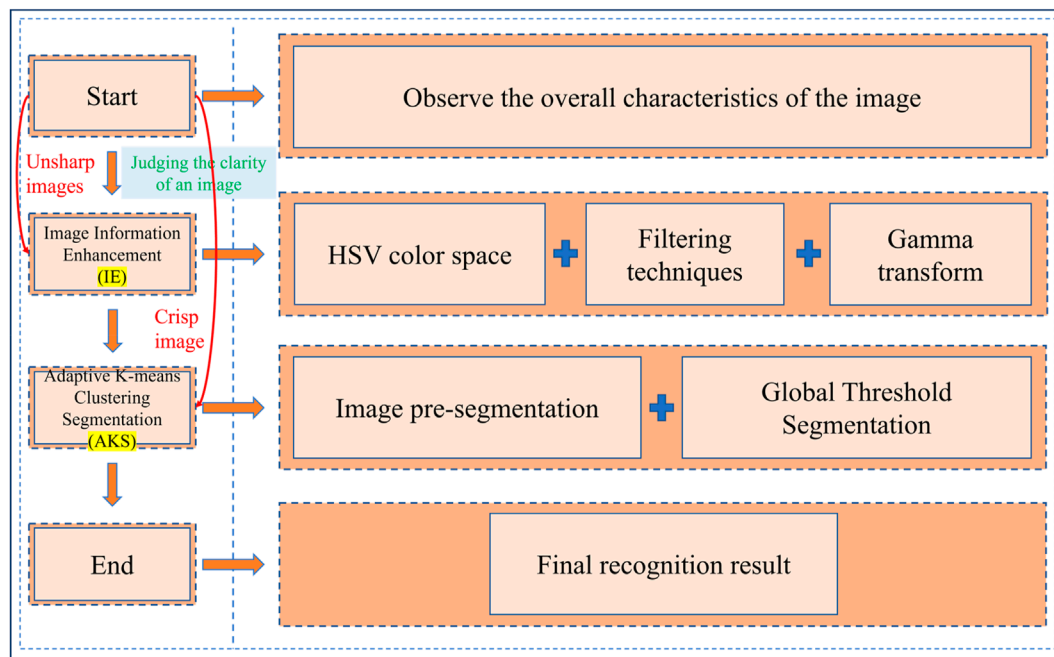 Start
Observe the overall characteristics of the image
Unsharp
images
Judging the clarity
of an image
Image Information
Enhancement
(IE)
HSV color space
Filtering
techniques
Gamma
transform
Crisp
image
Adaptive K-means
Clustering
Segmentation
(AKS)
Image pre-segmentation
Global Threshold
Segmentation
End
Final recognition result